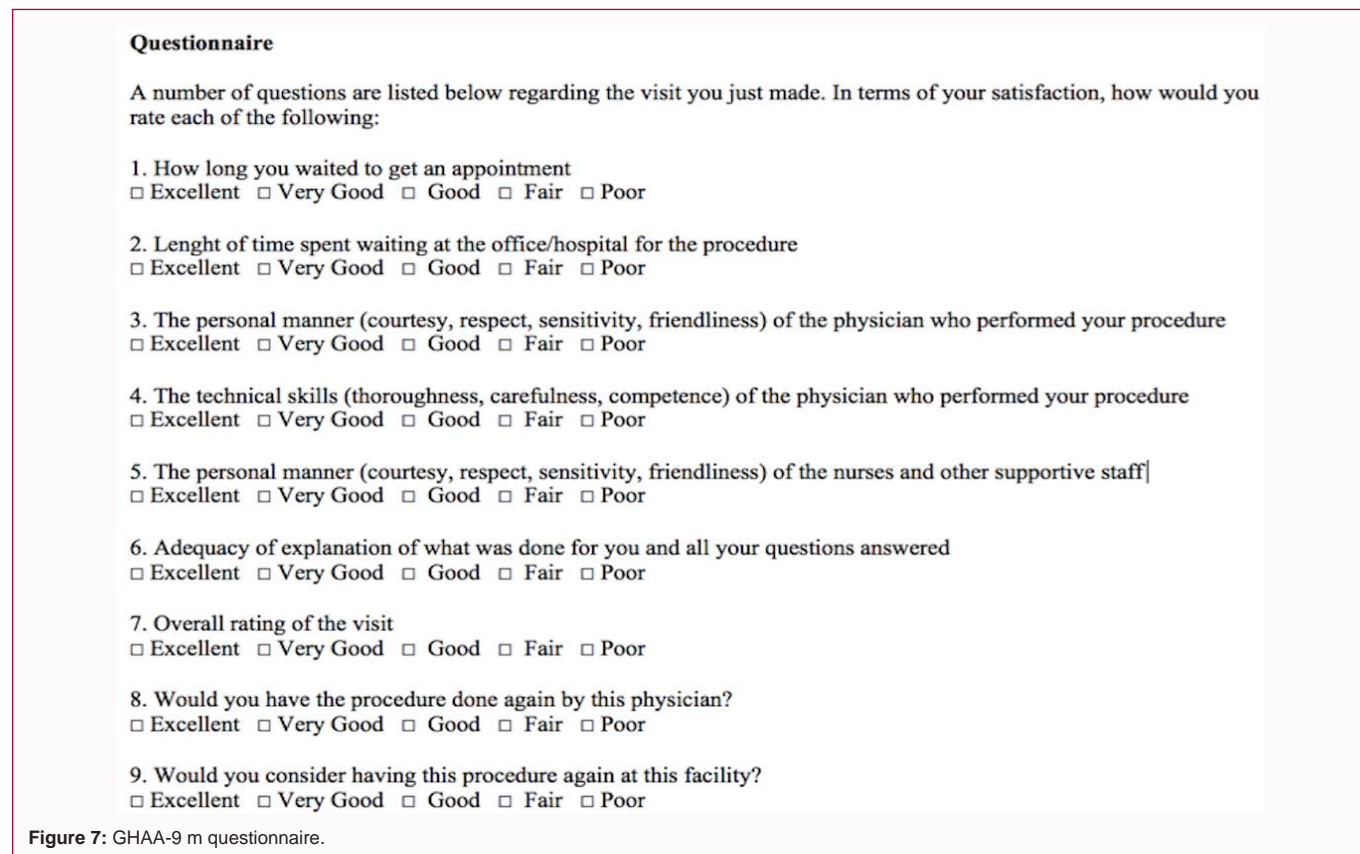 Questionnaire
A number of questions are listed below regarding the visit you just made. In terms of your satisfaction, how would you
rate each of the following:
1. How long you waited to get an appointment
□ Excellent □ Very Good □ Good □ Fair □ Poor
2. Lenght of time spent waiting at the office/hospital for the procedure
□ Excellent □ Very Good □ Good □ Fair □ Poor
3. The personal manner (courtesy, respect, sensitivity, friendliness) of the physician who performed your procedure
□ Excellent □ Very Good □ Good □ Fair □ Poor
4. The technical skills (thoroughness, carefulness, competence) of the physician who performed your procedure
□ Excellent □ Very Good □ Good □ Fair □ Poor
5. The personal manner (courtesy, respect, sensitivity, friendliness) of the nurses and other supportive staff
□ Excellent □ Very Good □ Good □ Fair □ Poor
6. Adequacy of explanation of what was done for you and all your questions answered
□ Excellent □ Very Good □ Good □ Fair □ Poor
7. Overall rating of the visit
□ Excellent □ Very Good □ Good □ Fair □ Poor
8. Would you have the procedure done again by this physician?
□ Excellent □ Very Good □ Good □ Fair □ Poor
9. Would you consider having this procedure again at this facility?
□ Excellent □ Very Good □ Good □ Fair □ Poor
Figure 7: GHAA-9 m questionnaire.